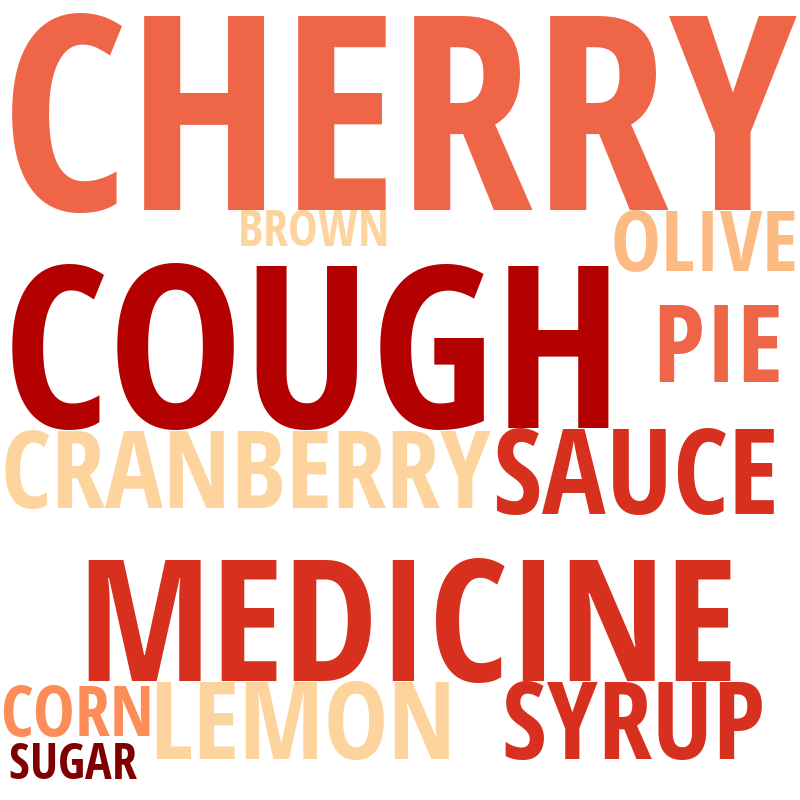 CHERRY
BROWN OLIVE
COUGH PIE
CRANBERRY SAUCE
MEDICINE
CORN LEMON SYRUP
SUGAR